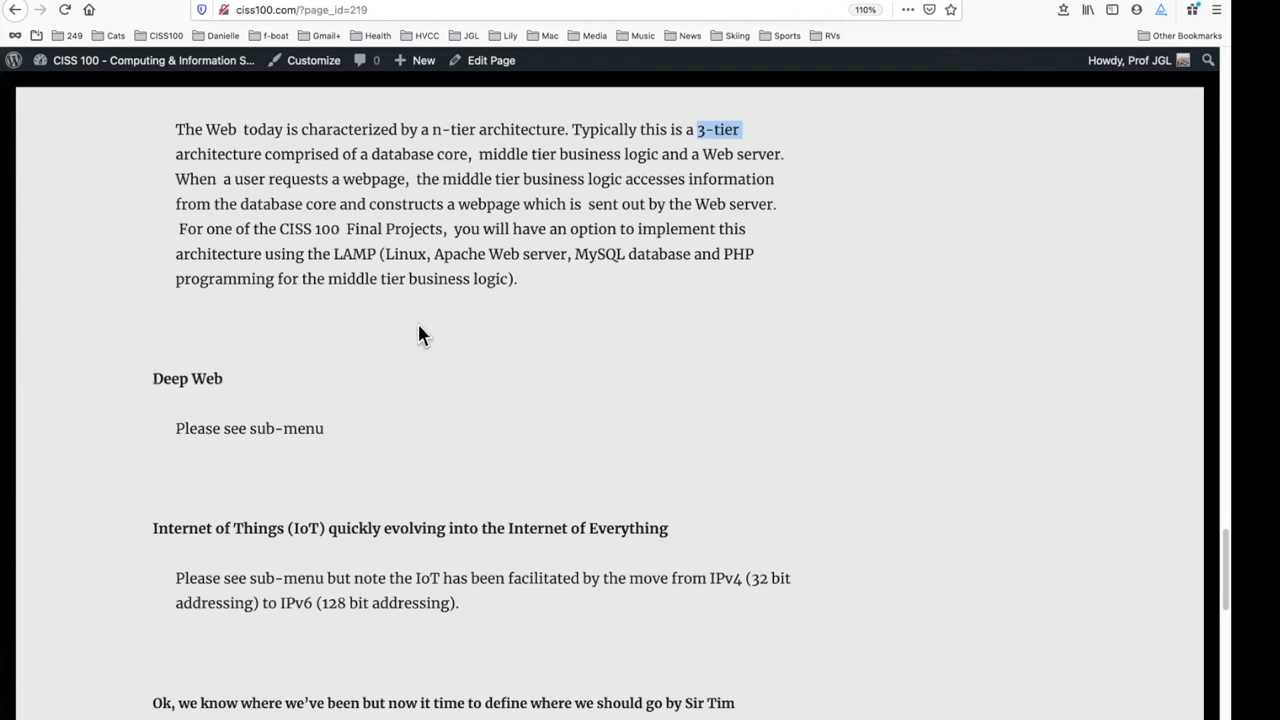 ciss100.com/?page_id=219
110%
249 Cats CISS100 Danielle f-boat Gmail+ Health HVCC JGL Lily Mac Media Music News Skiing Sports RVs Other Bookmarks
CISS 100 - Computing & Information S... Customize 0 New Edit Page Howdy, Prof JGL
The Web today is characterized by a n-tier architecture. Typically this is a 3-tier
architecture comprised of a database core, middle tier business logic and a Web server.
When a user requests a webpage, the middle tier business logic accesses information
from the database core and constructs a webpage which is sent out by the Web server.
For one of the CISS 100 Final Projects, you will have an option to implement this
architecture using the LAMP (Linux, Apache Web server, MySQL database and PHP
programming for the middle tier business logic).
Deep Web
Please see sub-menu
Internet of Things (IoT) quickly evolving into the Internet of Everything
Please see sub-menu but note the IoT has been facilitated by the move from IPv4 (32 bit
addressing) to IPv6 (128 bit addressing).
Ok, we know where we've been but now it time to define where we should go by Sir Tim